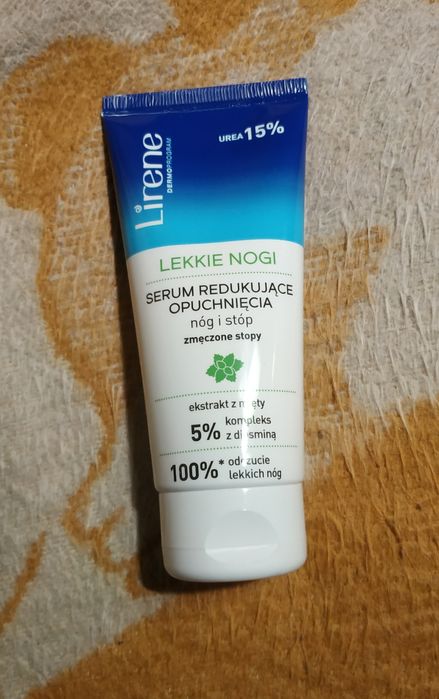 UREA 15%
Lirene
DERMOPROGRAM
LEKKIE NOGI
SERUM REDUKUJĄCE
OPUCHNIĘCIA
nóg i stóp
zmęczone stopy
ekstrakt z mięty
5% kompleks
z diosminą
100%* odczucie
lekkich nóg